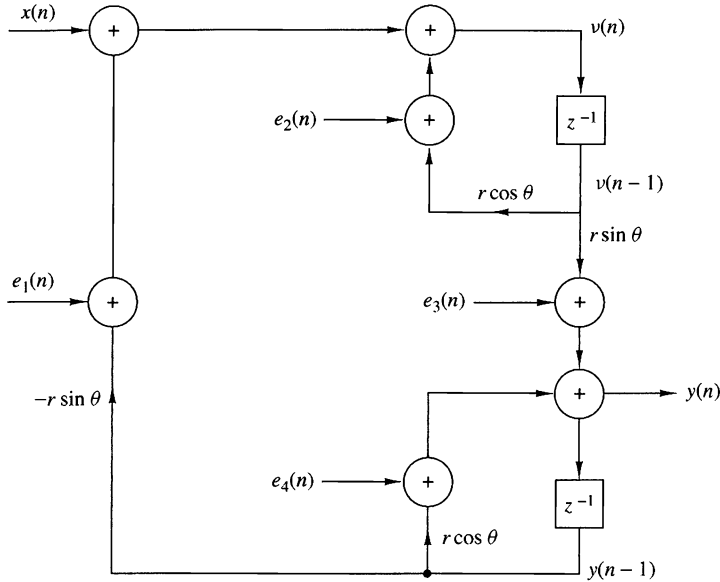 x(n)
+
+
v(n)
e₂(n)
+
z⁻¹
r cos θ
v(n − 1)
r sin θ
e₁(n)
+
e₃(n)
+
−r sin θ
+
y(n)
e₄(n)
+
z⁻¹
r cos θ
y(n − 1)